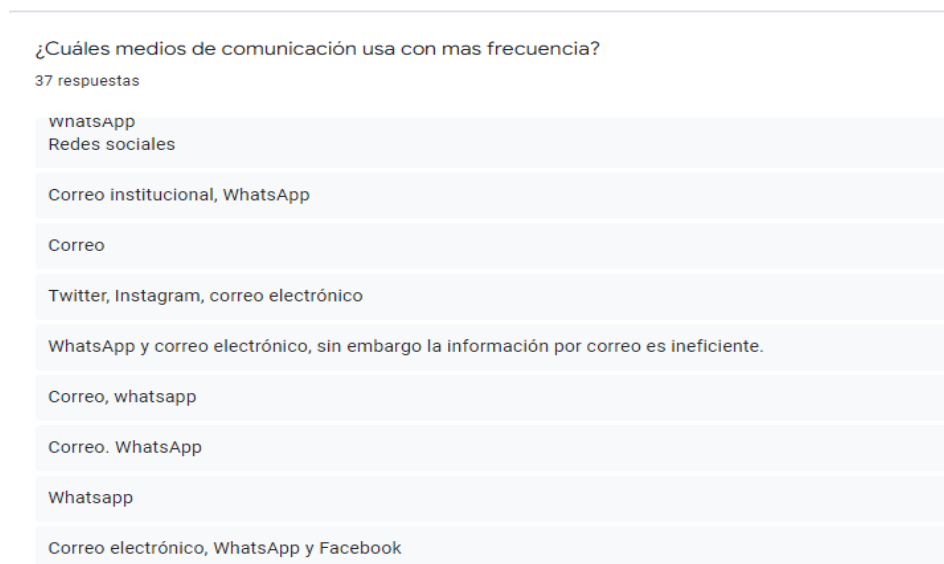 ¿Cuáles medios de comunicación usa con mas frecuencia?
37 respuestas
WhatsApp
Redes sociales
Correo institucional, WhatsApp
Correo
Twitter, Instagram, correo electrónico
WhatsApp y correo electrónico, sin embargo la información por correo es ineficiente.
Correo, whatsapp
Correo. WhatsApp
Whatsapp
Correo electrónico, WhatsApp y Facebook